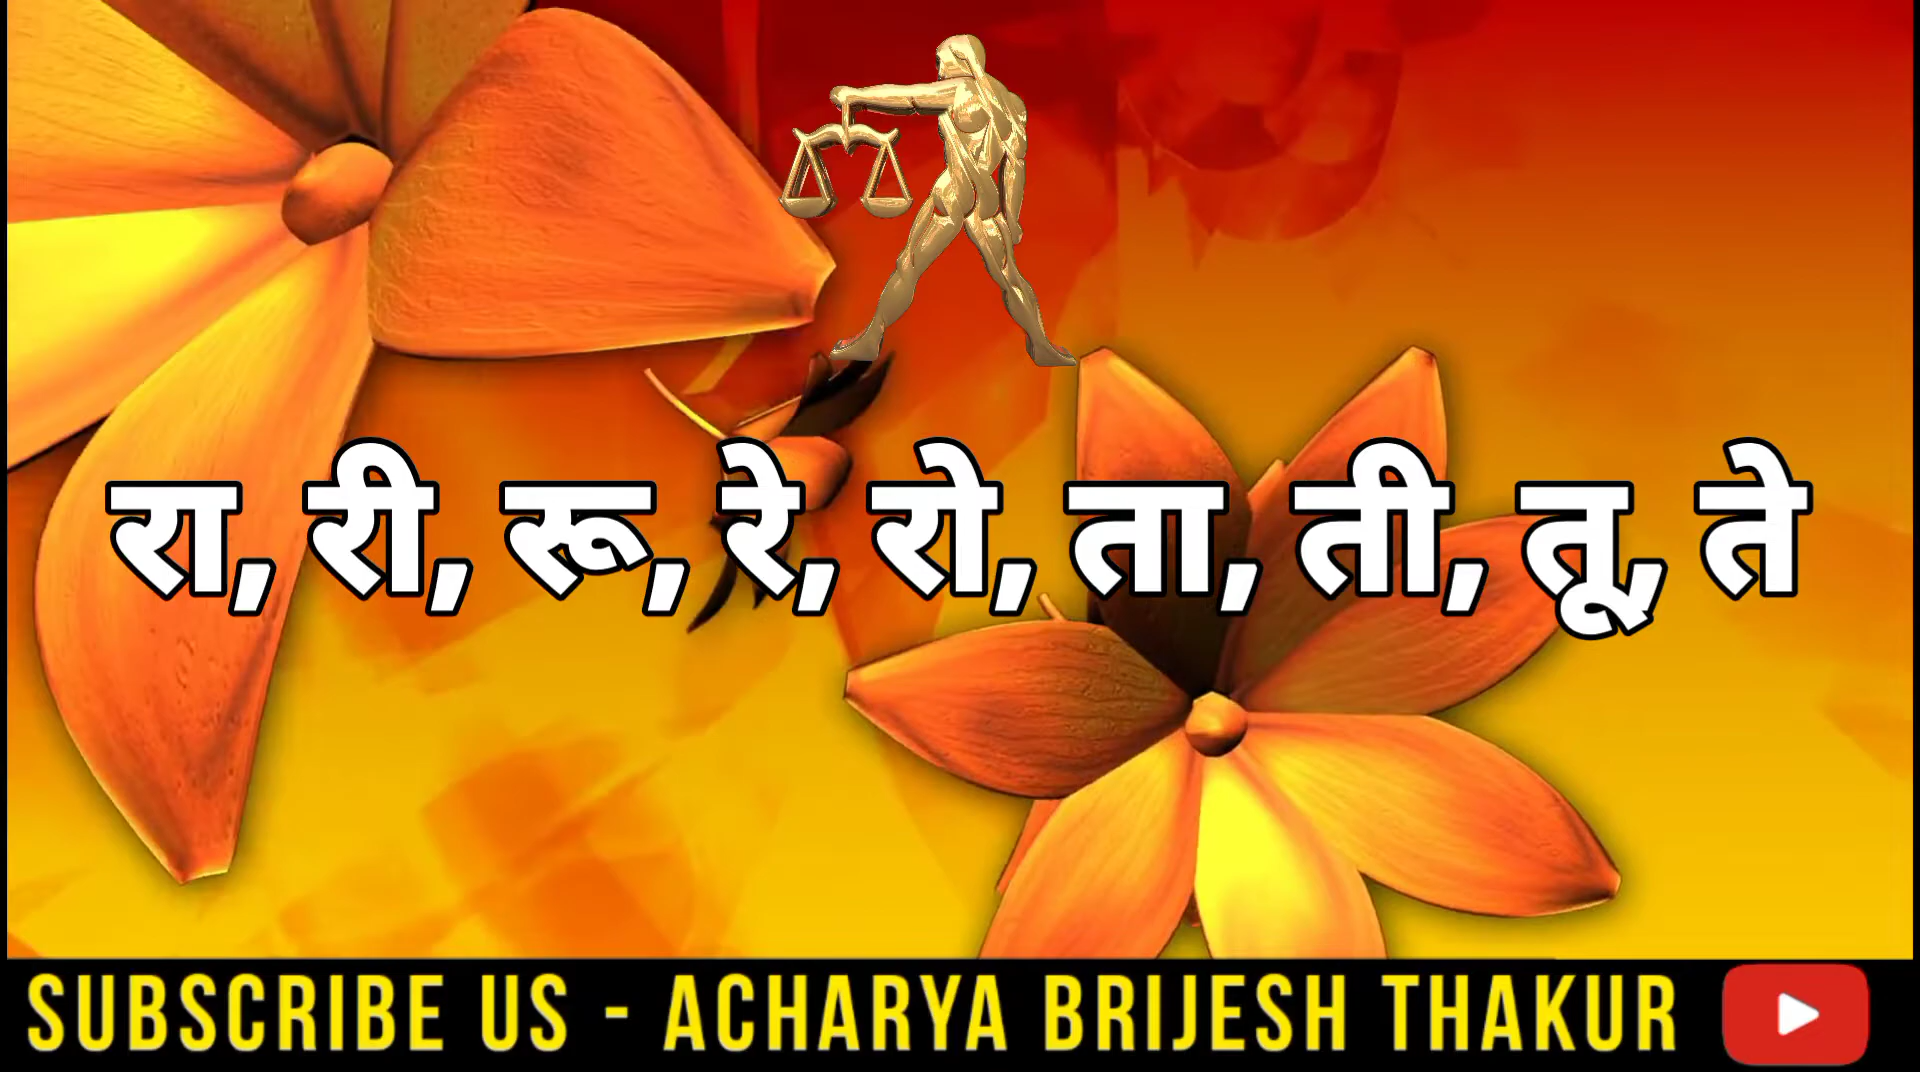 रा, री, रू, रे, रो, ता, ती, तू, ते
SUBSCRIBE US - ACHARYA BRIJESH THAKUR